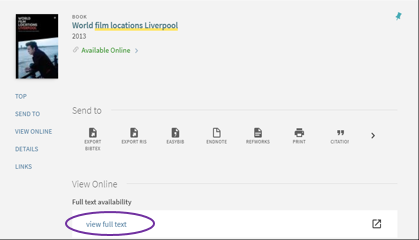 BOOK
World film locations Liverpool
2013
Available Online
WORLD
FILM
LOCATIONS
LIVERPOOL
TOP
SEND TO
VIEW ONLINE
DETAILS
LINKS
Send to
EXPORT BIBTEX
EXPORT RIS
EASYBIB
ENDNOTE
REFWORKS
PRINT
CITATIO
View Online
Full text availability
view full text